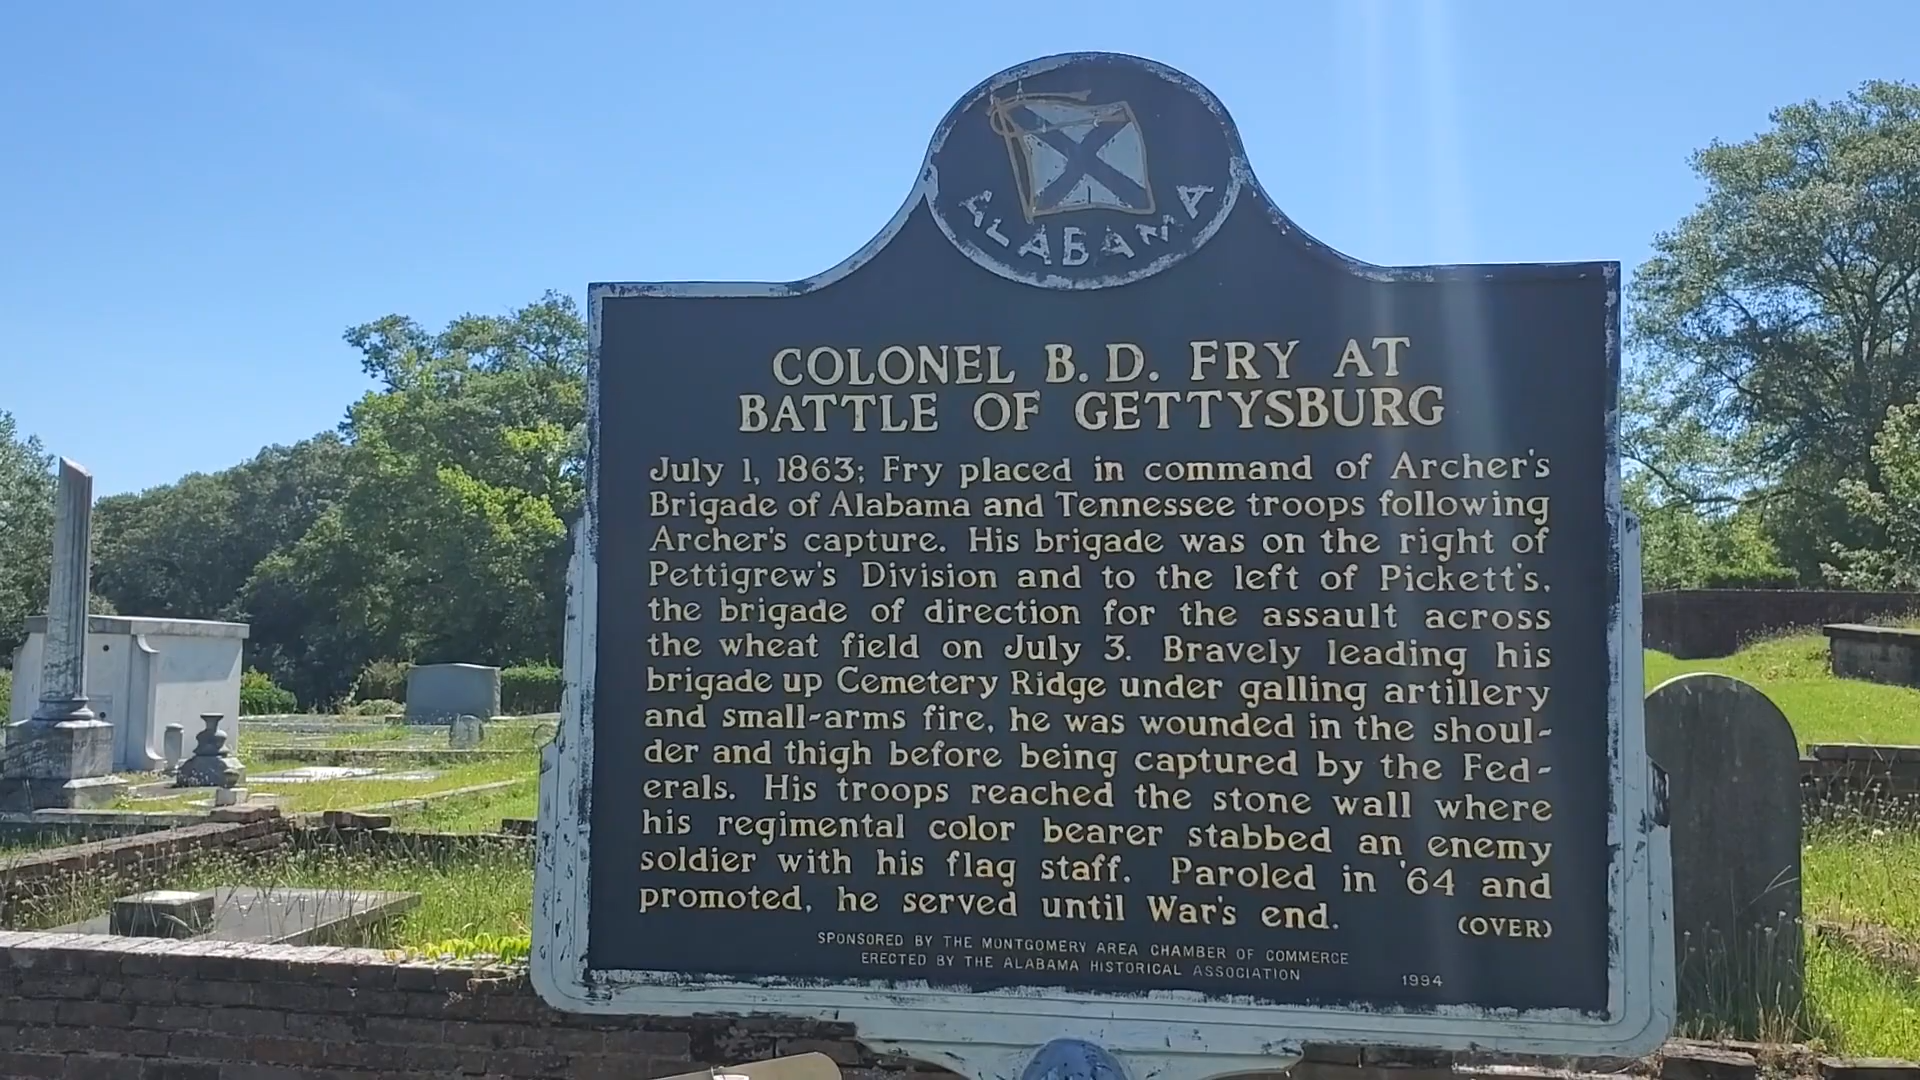 ALABAMA
COLONEL B. D. FRY AT
BATTLE OF GETTYSBURG
July 1, 1863; Fry placed in command of Archer's
Brigade of Alabama and Tennessee troops following
Archer's capture. His brigade was on the right of
Pettigrew's Division and to the left of Pickett's,
the brigade of direction for the assault across
the wheat field on July 3. Bravely leading his
brigade up Cemetery Ridge under galling artillery
and small-arms fire, he was wounded in the shoul-
der and thigh before being captured by the Fed-
erals. His troops reached the stone wall where
his regimental color bearer stabbed an enemy
soldier with his flag staff. Paroled in '64 and
promoted, he served until War's end. (OVER)
SPONSORED BY THE MONTGOMERY AREA CHAMBER OF COMMERCE
ERECTED BY THE ALABAMA HISTORICAL ASSOCIATION 1994